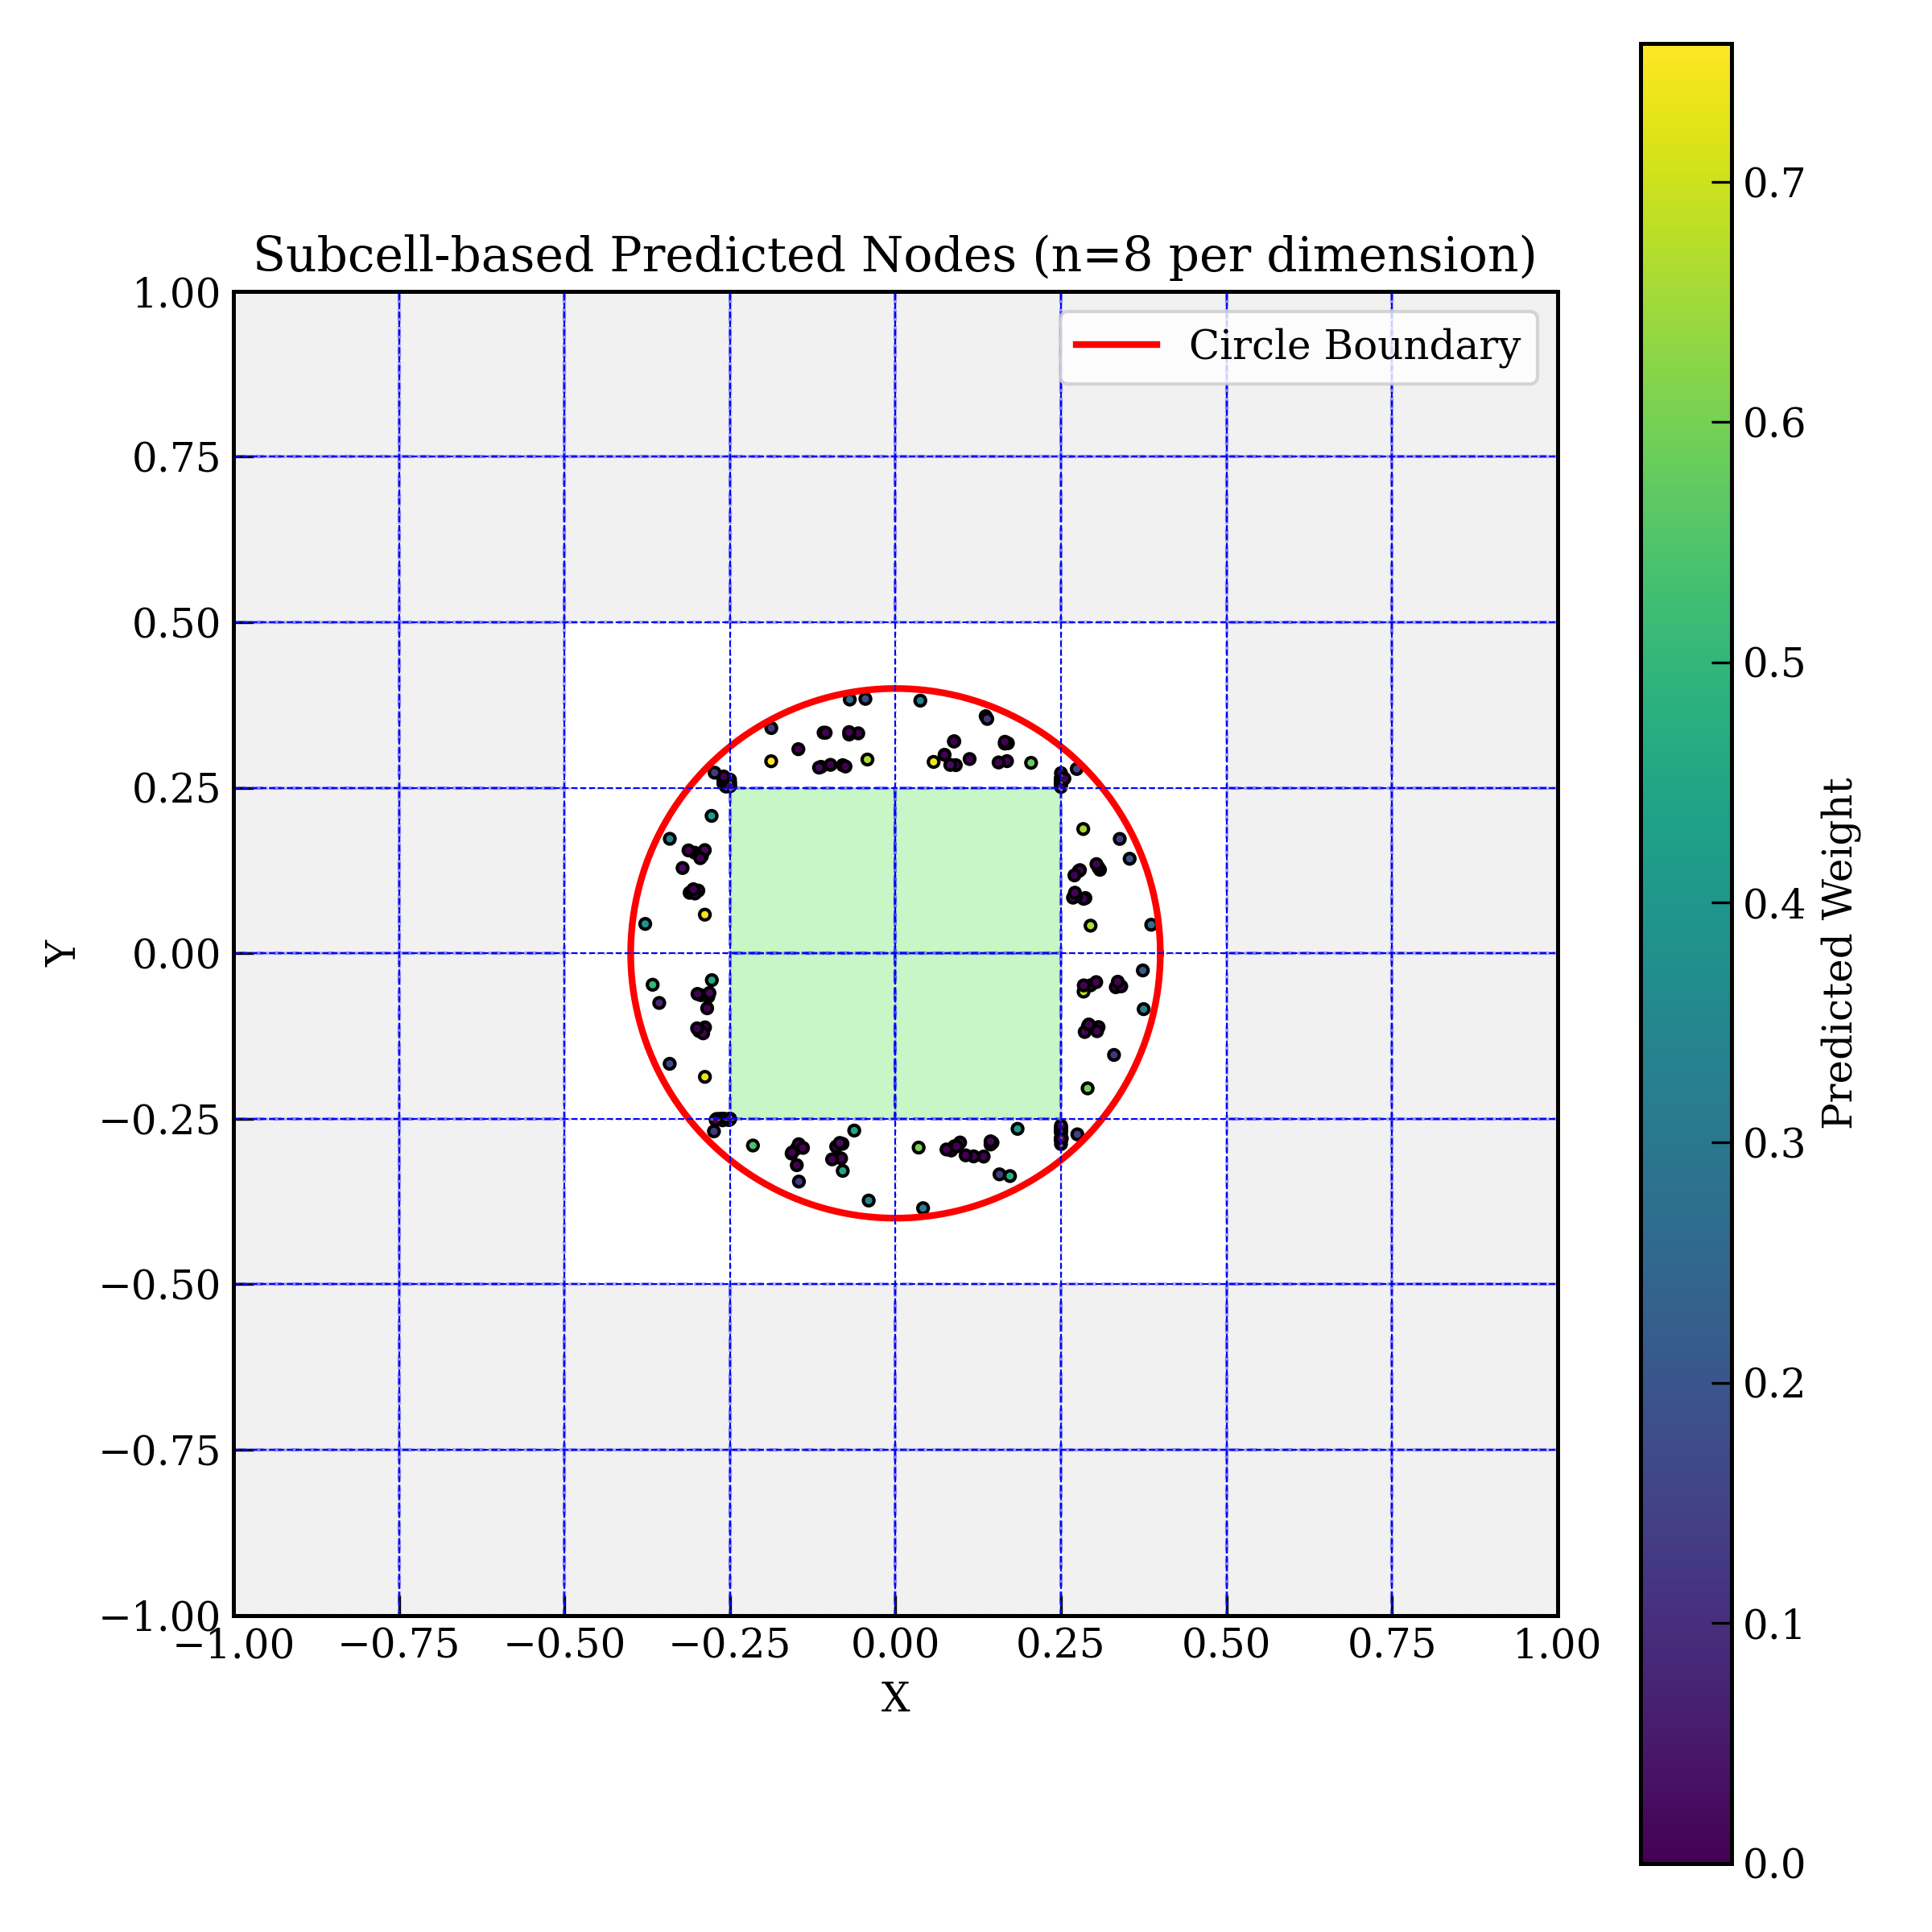 Subcell-based Predicted Nodes (n=8 per dimension)
Circle Boundary
1.00
0.75
0.50
0.25
0.00
−0.25
−0.50
−0.75
−1.00
Y
−1.00 −0.75 −0.50 −0.25 0.00 0.25 0.50 0.75 1.00
X
0.7
0.6
0.5
0.4
0.3
0.2
0.1
0.0
Predicted Weight